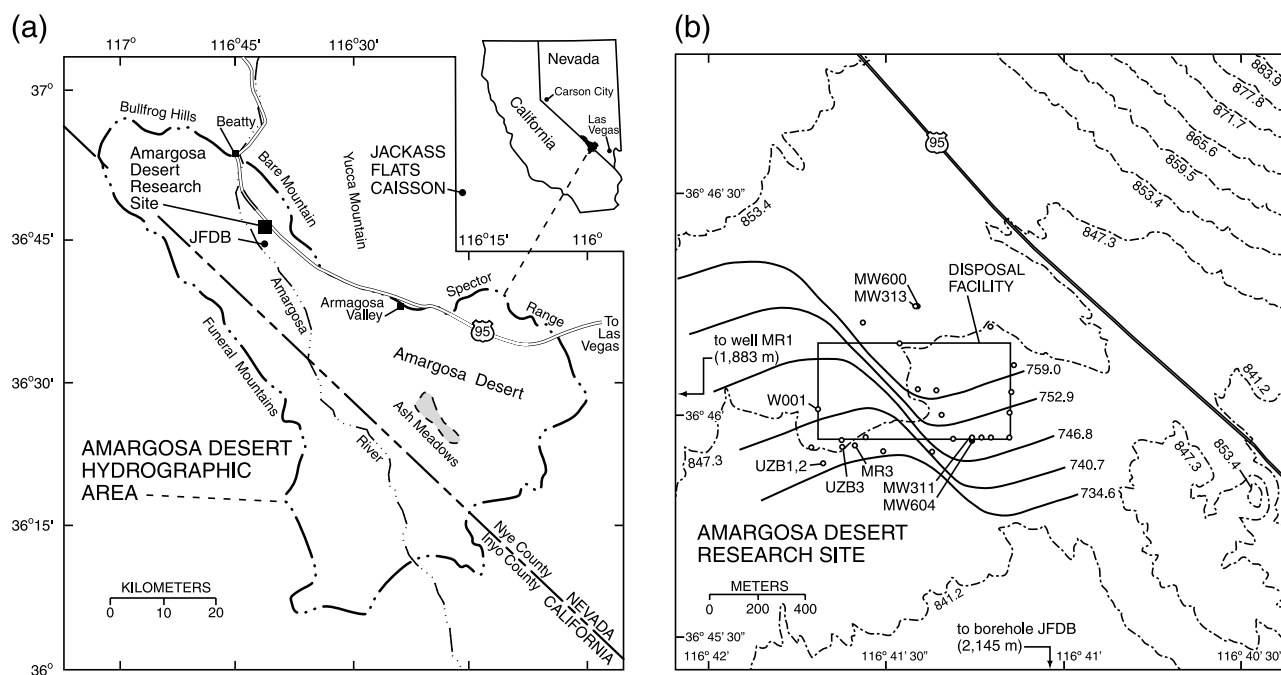 (a)
117°
116°45'
116°30'
37°
36°45'
36°30'
36°15'
36°
Bullfrog Hills
Beatty
Amargosa
Desert
Research
Site
JFDB
Bare Mountain
Yucca Mountain
JACKASS
FLATS
CAISSON
116°15'
116°
Nevada
Carson City
California
Las
Vegas
Amargosa
River
Armagosa
Valley
Spector
Range
95
To
Las Vegas
Funeral Mountains
Amargosa Desert
Ash Meadows
AMARGOSA DESERT
HYDROGRAPHIC
AREA
Nye County
Inyo County
NEVADA
CALIFORNIA
KILOMETERS
0 10 20
(b)
883.9
877.8
871.7
865.6
859.5
853.4
847.3
95
36° 46' 30"
853.4
MW600
MW313
DISPOSAL
FACILITY
to well MR1
(1,883 m)
759.0
752.9
746.8
740.7
734.6
841.2
847.3
853.4
W001
36° 46'
847.3
UZB1,2
UZB3
MR3
MW311
MW604
AMARGOSA DESERT
RESEARCH SITE
METERS
0 200 400
841.2
841.2
to borehole JFDB
(2,145 m)
36° 45' 30"
116° 42'
116° 41' 30"
116° 41'
116° 40' 30"